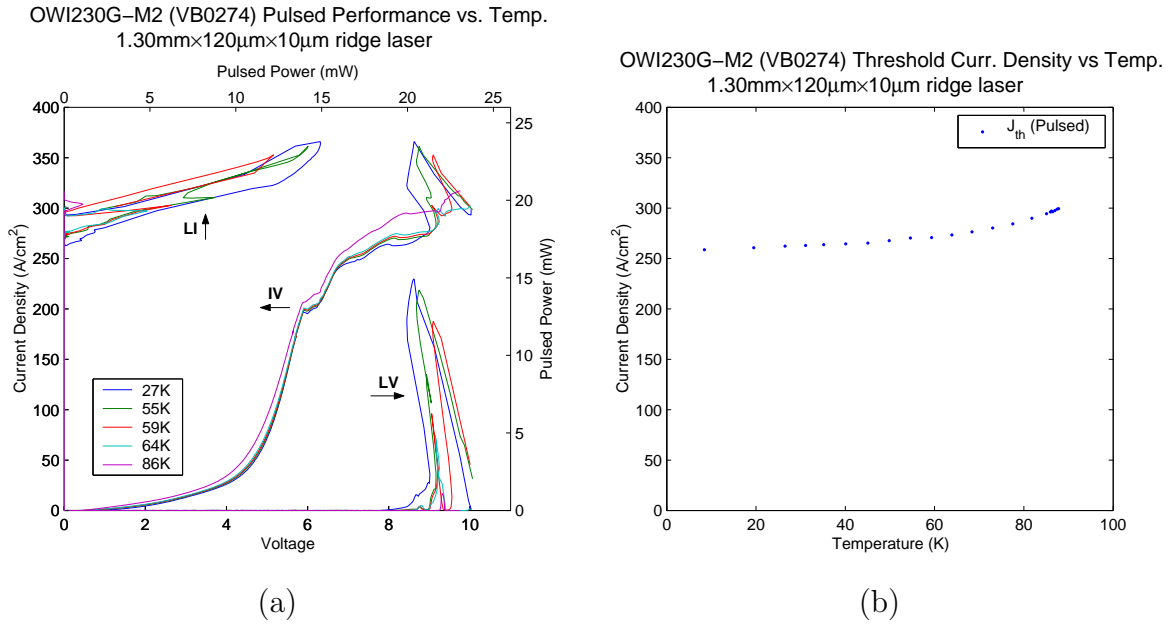 OWI230G−M2 (VB0274) Pulsed Performance vs. Temp.
1.30mm×120μm×10μm ridge laser
Pulsed Power (mW)
0 5 10 15 20 25
400
350
300
250
200
150
100
50
0
Current Density (A/cm²)
25
20
15
10
5
0
Pulsed Power (mW)
LI
IV
LV
27K
55K
59K
64K
86K
0 2 4 6 8 10
Voltage
(a)
OWI230G−M2 (VB0274) Threshold Curr. Density vs Temp.
1.30mm×120μm×10μm ridge laser
400
350
300
250
200
150
100
50
0
Current Density (A/cm²)
J_th (Pulsed)
0 20 40 60 80 100
Temperature (K)
(b)